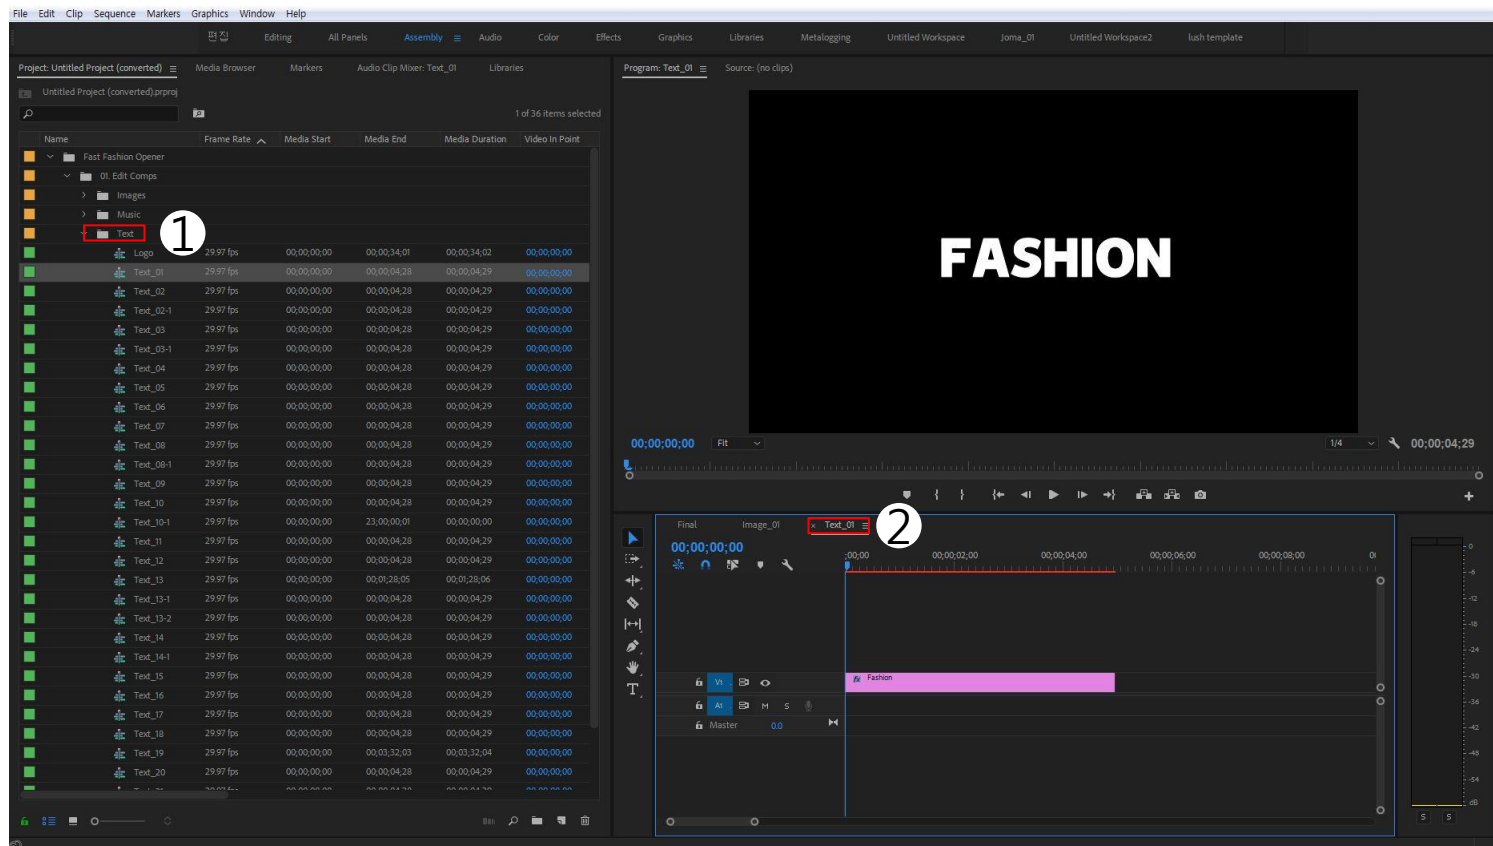 File Edit Clip Sequence Markers Graphics Window Help
편집 Editing All Panels Assembly Audio Color Effects Graphics Libraries Metalogging Untitled Workspace Joma_01 Untitled Workspace2 lush template
Project: Untitled Project (converted) Media Browser Markers Audio Clip Mixer: Text_01 Libraries
Untitled Project (converted).prproj
1 of 36 items selected
Name Frame Rate Media Start Media End Media Duration Video In Point
Fast Fashion Opener
01. Edit Comps
Images
Music
Text
1
Logo 29.97 fps 00;00;00;00 00;00;34;01 00;00;34;02 00;00;00;00
Text_01 29.97 fps 00;00;00;00 00;00;04;28 00;00;04;29 00;00;00;00
Text_02 29.97 fps 00;00;00;00 00;00;04;28 00;00;04;29 00;00;00;00
Text_02-1 29.97 fps 00;00;00;00 00;00;04;28 00;00;04;29 00;00;00;00
Text_03 29.97 fps 00;00;00;00 00;00;04;28 00;00;04;29 00;00;00;00
Text_03-1 29.97 fps 00;00;00;00 00;00;04;28 00;00;04;29 00;00;00;00
Text_04 29.97 fps 00;00;00;00 00;00;04;28 00;00;04;29 00;00;00;00
Text_05 29.97 fps 00;00;00;00 00;00;04;28 00;00;04;29 00;00;00;00
Text_06 29.97 fps 00;00;00;00 00;00;04;28 00;00;04;29 00;00;00;00
Text_07 29.97 fps 00;00;00;00 00;00;04;28 00;00;04;29 00;00;00;00
Text_08 29.97 fps 00;00;00;00 00;00;04;28 00;00;04;29 00;00;00;00
Text_08-1 29.97 fps 00;00;00;00 00;00;04;28 00;00;04;29 00;00;00;00
Text_09 29.97 fps 00;00;00;00 00;00;04;28 00;00;04;29 00;00;00;00
Text_10 29.97 fps 00;00;00;00 00;00;04;28 00;00;04;29 00;00;00;00
Text_10-1 29.97 fps 00;00;00;00 23;00;00;01 00;00;00;00 00;00;00;00
Text_11 29.97 fps 00;00;00;00 00;00;04;28 00;00;04;29 00;00;00;00
Text_12 29.97 fps 00;00;00;00 00;00;04;28 00;00;04;29 00;00;00;00
Text_13 29.97 fps 00;00;00;00 00;01;28;05 00;01;28;06 00;00;00;00
Text_13-1 29.97 fps 00;00;00;00 00;00;04;28 00;00;04;29 00;00;00;00
Text_13-2 29.97 fps 00;00;00;00 00;00;04;28 00;00;04;29 00;00;00;00
Text_14 29.97 fps 00;00;00;00 00;00;04;28 00;00;04;29 00;00;00;00
Text_14-1 29.97 fps 00;00;00;00 00;00;04;28 00;00;04;29 00;00;00;00
Text_15 29.97 fps 00;00;00;00 00;00;04;28 00;00;04;29 00;00;00;00
Text_16 29.97 fps 00;00;00;00 00;00;04;28 00;00;04;29 00;00;00;00
Text_17 29.97 fps 00;00;00;00 00;00;04;28 00;00;04;29 00;00;00;00
Text_18 29.97 fps 00;00;00;00 00;00;04;28 00;00;04;29 00;00;00;00
Text_19 29.97 fps 00;00;00;00 00;03;32;03 00;03;32;04 00;00;00;00
Text_20 29.97 fps 00;00;00;00 00;00;04;28 00;00;04;29 00;00;00;00
Program: Text_01 Source: (no clips)
FASHION
00;00;00;00 Fit 1/4 00;00;04;29
Final Image_01 × Text_01
2
00;00;00;00
;00;00 00;00;02;00 00;00;04;00 00;00;06;00 00;00;08;00
V1
fx Fashion
A1 M S
Master 0.0
T
0
-6
-12
-18
-24
-30
-36
-42
-48
-54
dB
S S